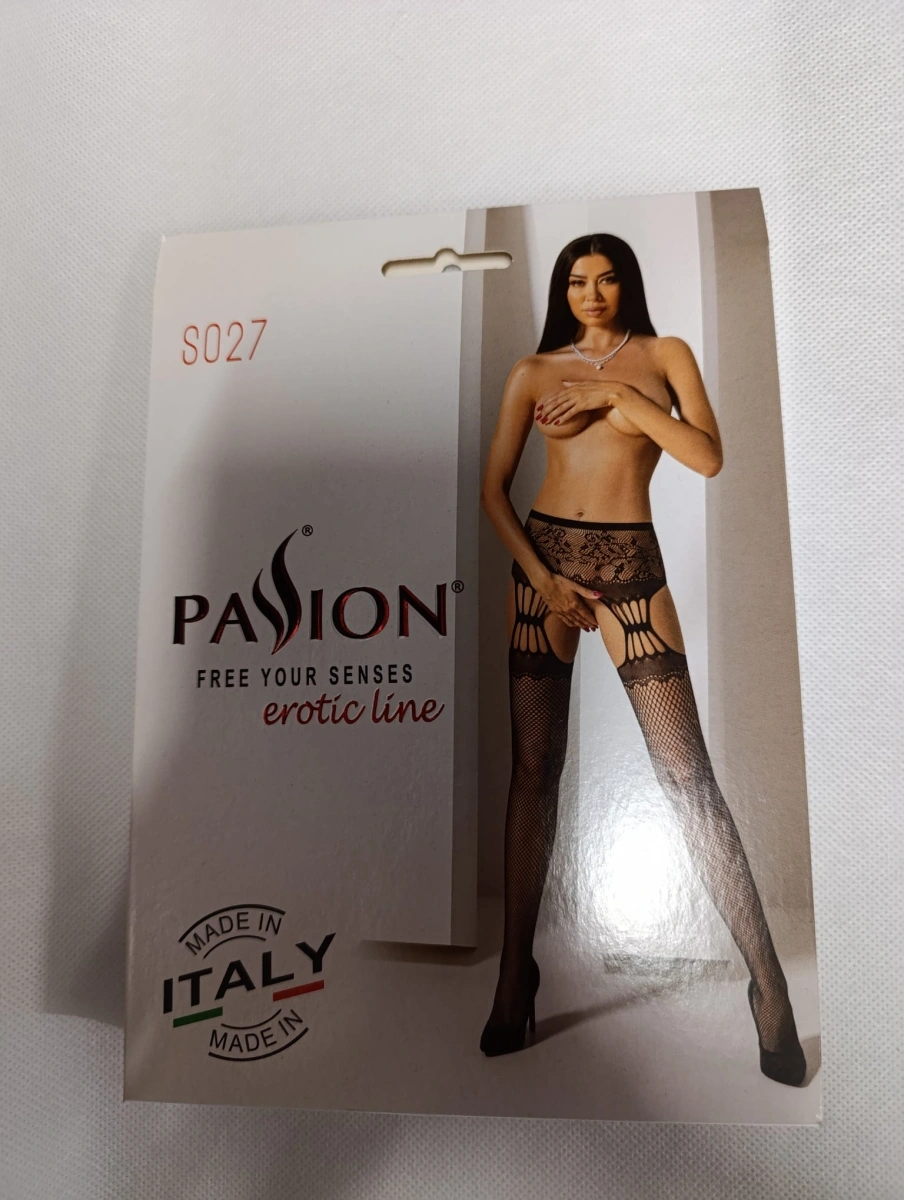 S027
PASSION®
FREE YOUR SENSES
erotic line
MADE IN
ITALY
MADE IN